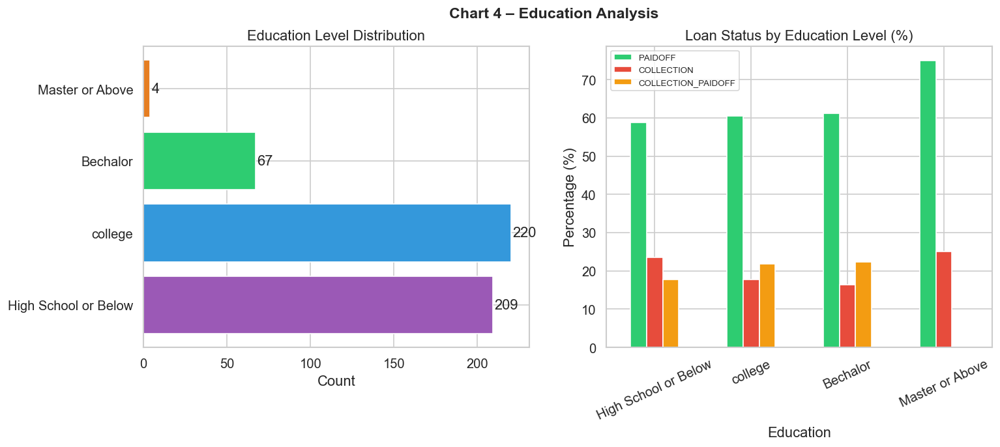 Chart 4 – Education Analysis
Education Level Distribution
Master or Above
4
Bechalor
67
college
220
High School or Below
209
0
50
100
150
200
Count
Loan Status by Education Level (%)
PAIDOFF
COLLECTION
COLLECTION_PAIDOFF
Percentage (%)
70
60
50
40
30
20
10
0
High School or Below
college
Bechalor
Master or Above
Education